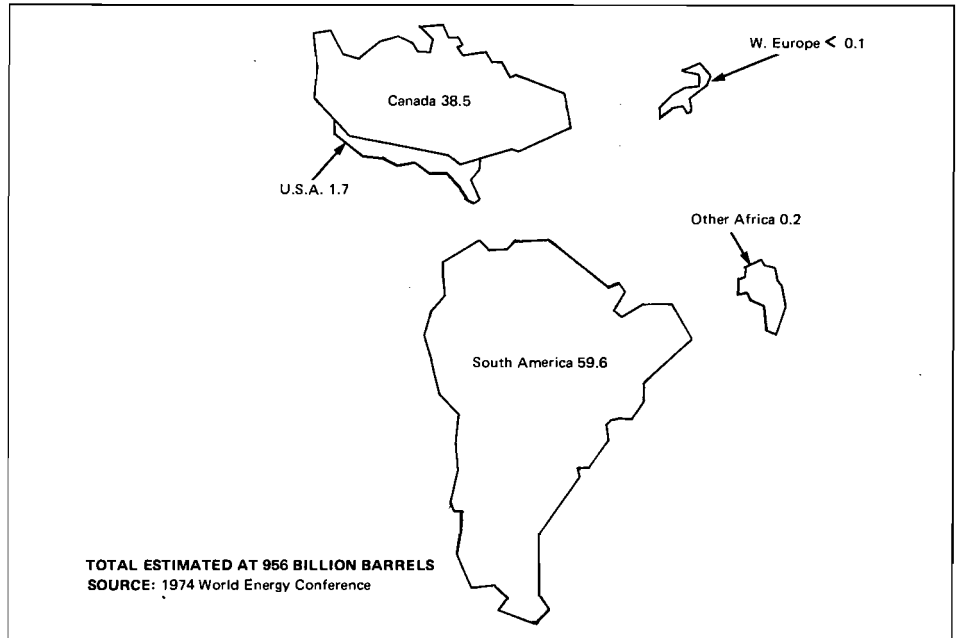 W. Europe < 0.1
Canada 38.5
U.S.A. 1.7
Other Africa 0.2
South America 59.6
TOTAL ESTIMATED AT 956 BILLION BARRELS
SOURCE: 1974 World Energy Conference